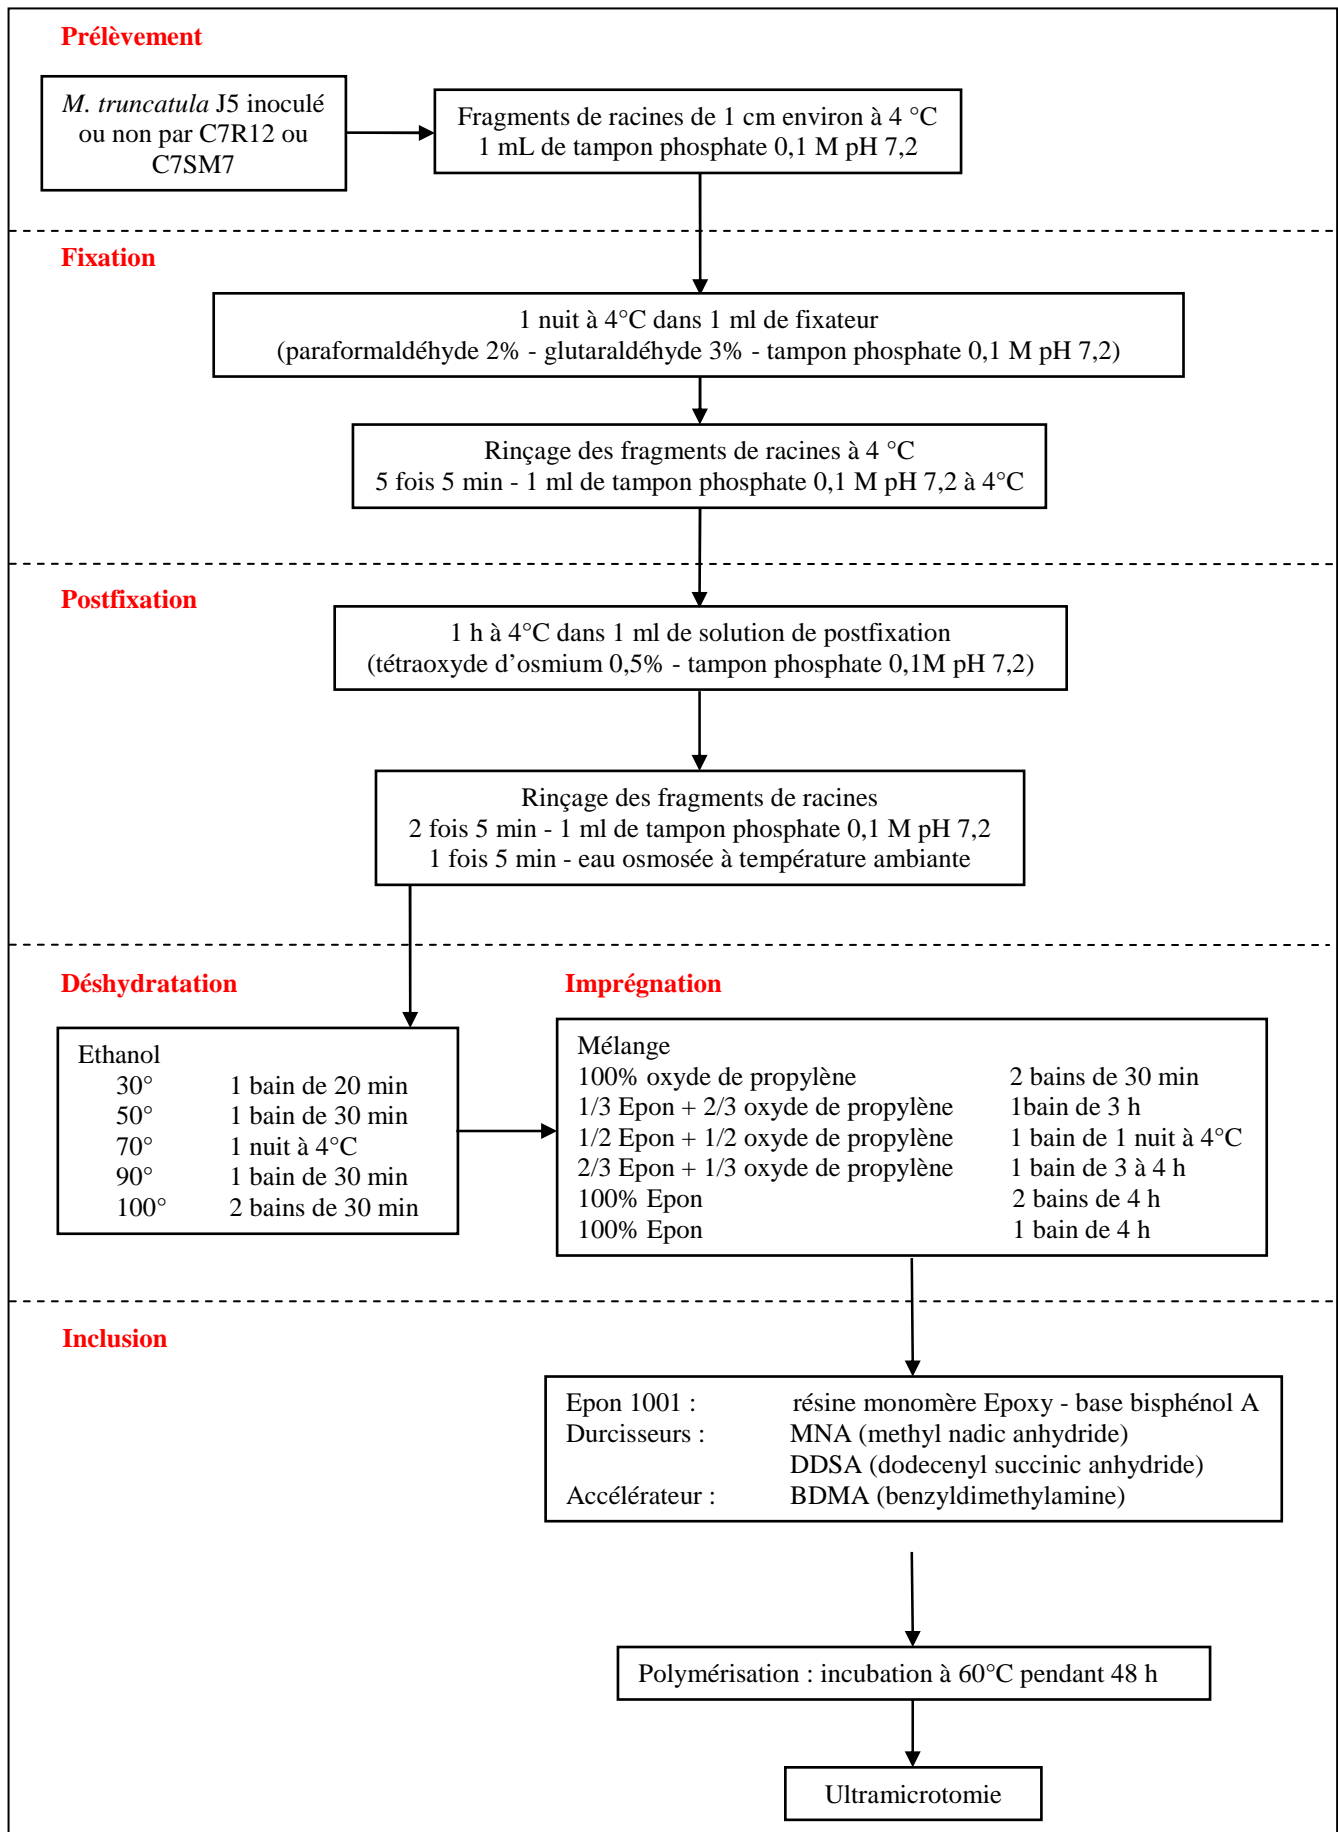 Prélèvement
M. truncatula J5 inoculé
ou non par C7R12 ou
C7SM7
Fragments de racines de 1 cm environ à 4 °C
1 mL de tampon phosphate 0,1 M pH 7,2
Fixation
1 nuit à 4°C dans 1 ml de fixateur
(paraformaldéhyde 2% - glutaraldéhyde 3% - tampon phosphate 0,1 M pH 7,2)
Rinçage des fragments de racines à 4 °C
5 fois 5 min - 1 ml de tampon phosphate 0,1 M pH 7,2 à 4°C
Postfixation
1 h à 4°C dans 1 ml de solution de postfixation
(tétraoxyde d’osmium 0,5% - tampon phosphate 0,1M pH 7,2)
Rinçage des fragments de racines
2 fois 5 min - 1 ml de tampon phosphate 0,1 M pH 7,2
1 fois 5 min - eau osmosée à température ambiante
Déshydratation
Ethanol
30° 1 bain de 20 min
50° 1 bain de 30 min
70° 1 nuit à 4°C
90° 1 bain de 30 min
100° 2 bains de 30 min
Imprégnation
Mélange
100% oxyde de propylène 2 bains de 30 min
1/3 Epon + 2/3 oxyde de propylène 1bain de 3 h
1/2 Epon + 1/2 oxyde de propylène 1 bain de 1 nuit à 4°C
2/3 Epon + 1/3 oxyde de propylène 1 bain de 3 à 4 h
100% Epon 2 bains de 4 h
100% Epon 1 bain de 4 h
Inclusion
Epon 1001 : résine monomère Epoxy - base bisphénol A
Durcisseurs : MNA (methyl nadic anhydride)
DDSA (dodecenyl succinic anhydride)
Accélérateur : BDMA (benzyldimethylamine)
Polymérisation : incubation à 60°C pendant 48 h
Ultramicrotomie